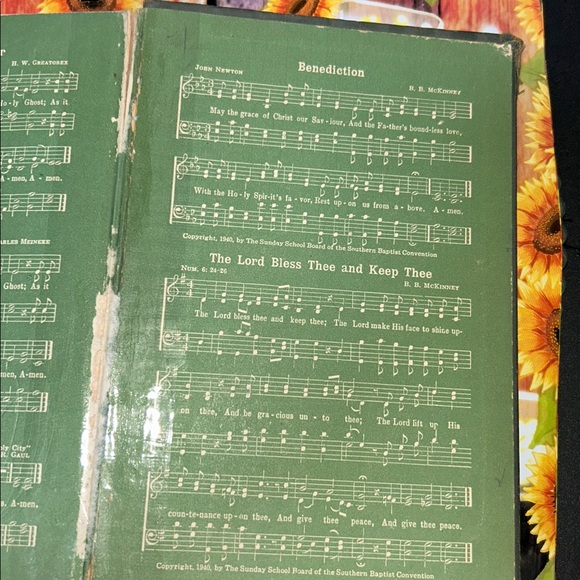 H. W. Greatorex
ly Ghost; As it
A - men, A - men.
Meineke
Ghost; As it
men, A-men.
ly City"
R. Gaul
A-men.
Benediction
John Newton
B. B. McKinney
May the grace of Christ our Sav - iour, And the Fa-ther's bound-less love,
With the Ho - ly Spir-it's fa - vor, Rest up - on us from a - bove. A - men.
Copyright, 1940, by The Sunday School Board of the Southern Baptist Convention
The Lord Bless Thee and Keep Thee
Num. 6: 24-26
B. B. McKinney
The Lord bless thee and keep thee; The Lord make His face to shine up-
on thee, And be gra - cious un - to thee; The Lord lift up His
coun-te-nance up - on thee, And give thee peace, And give thee peace.
Copyright, 1940, by The Sunday School Board of the Southern Baptist Convention